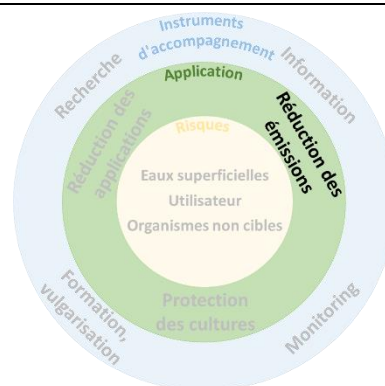 Instruments
d'accompagnement
Recherche
Information
Application
Réduction des
applications
Réduction des
émissions
Risques
Eaux superficielles
Utilisateur
Organismes non cibles
Protection
des cultures
Formation,
vulgarisation
Monitoring